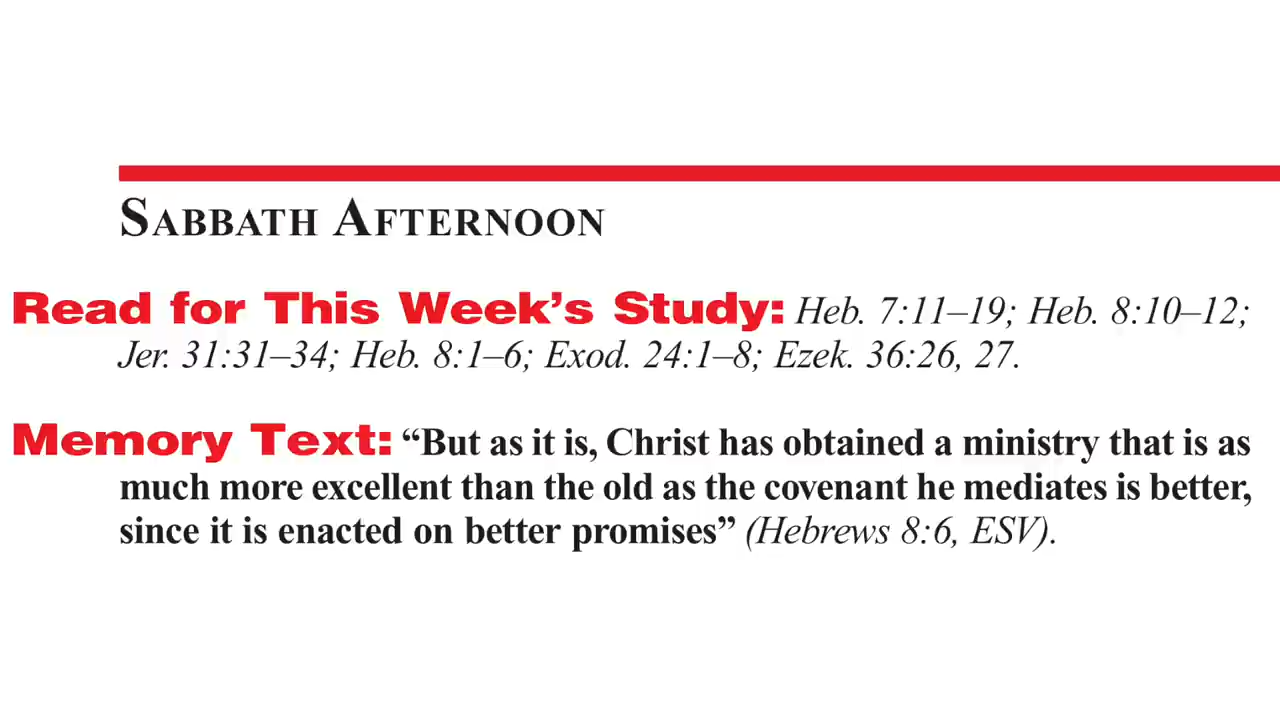 SABBATH AFTERNOON
Read for This Week’s Study: Heb. 7:11–19; Heb. 8:10–12;
Jer. 31:31–34; Heb. 8:1–6; Exod. 24:1–8; Ezek. 36:26, 27.
Memory Text: “But as it is, Christ has obtained a ministry that is as
much more excellent than the old as the covenant he mediates is better,
since it is enacted on better promises” (Hebrews 8:6, ESV).